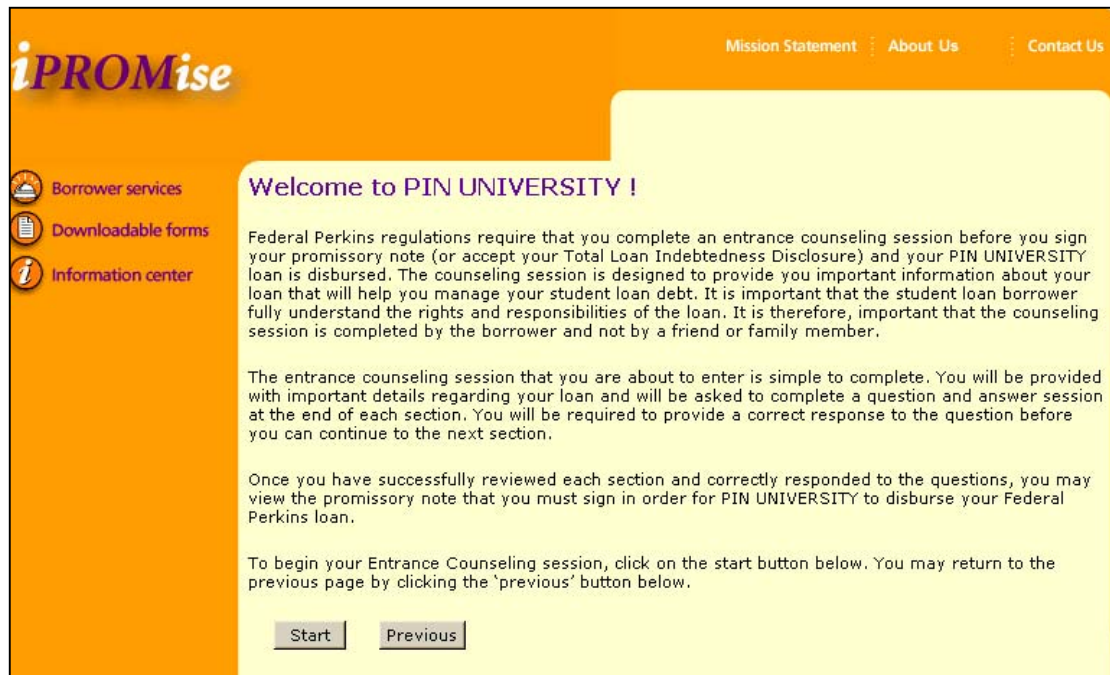 iPROMise
Mission Statement
About Us
Contact Us
Borrower services
Downloadable forms
Information center
Welcome to PIN UNIVERSITY !
Federal Perkins regulations require that you complete an entrance counseling session before you sign
your promissory note (or accept your Total Loan Indebtedness Disclosure) and your PIN UNIVERSITY
loan is disbursed. The counseling session is designed to provide you important information about your
loan that will help you manage your student loan debt. It is important that the student loan borrower
fully understand the rights and responsibilities of the loan. It is therefore, important that the counseling
session is completed by the borrower and not by a friend or family member.
The entrance counseling session that you are about to enter is simple to complete. You will be provided
with important details regarding your loan and will be asked to complete a question and answer session
at the end of each section. You will be required to provide a correct response to the question before
you can continue to the next section.
Once you have successfully reviewed each section and correctly responded to the questions, you may
view the promissory note that you must sign in order for PIN UNIVERSITY to disburse your Federal
Perkins loan.
To begin your Entrance Counseling session, click on the start button below. You may return to the
previous page by clicking the ‘previous’ button below.
Start
Previous